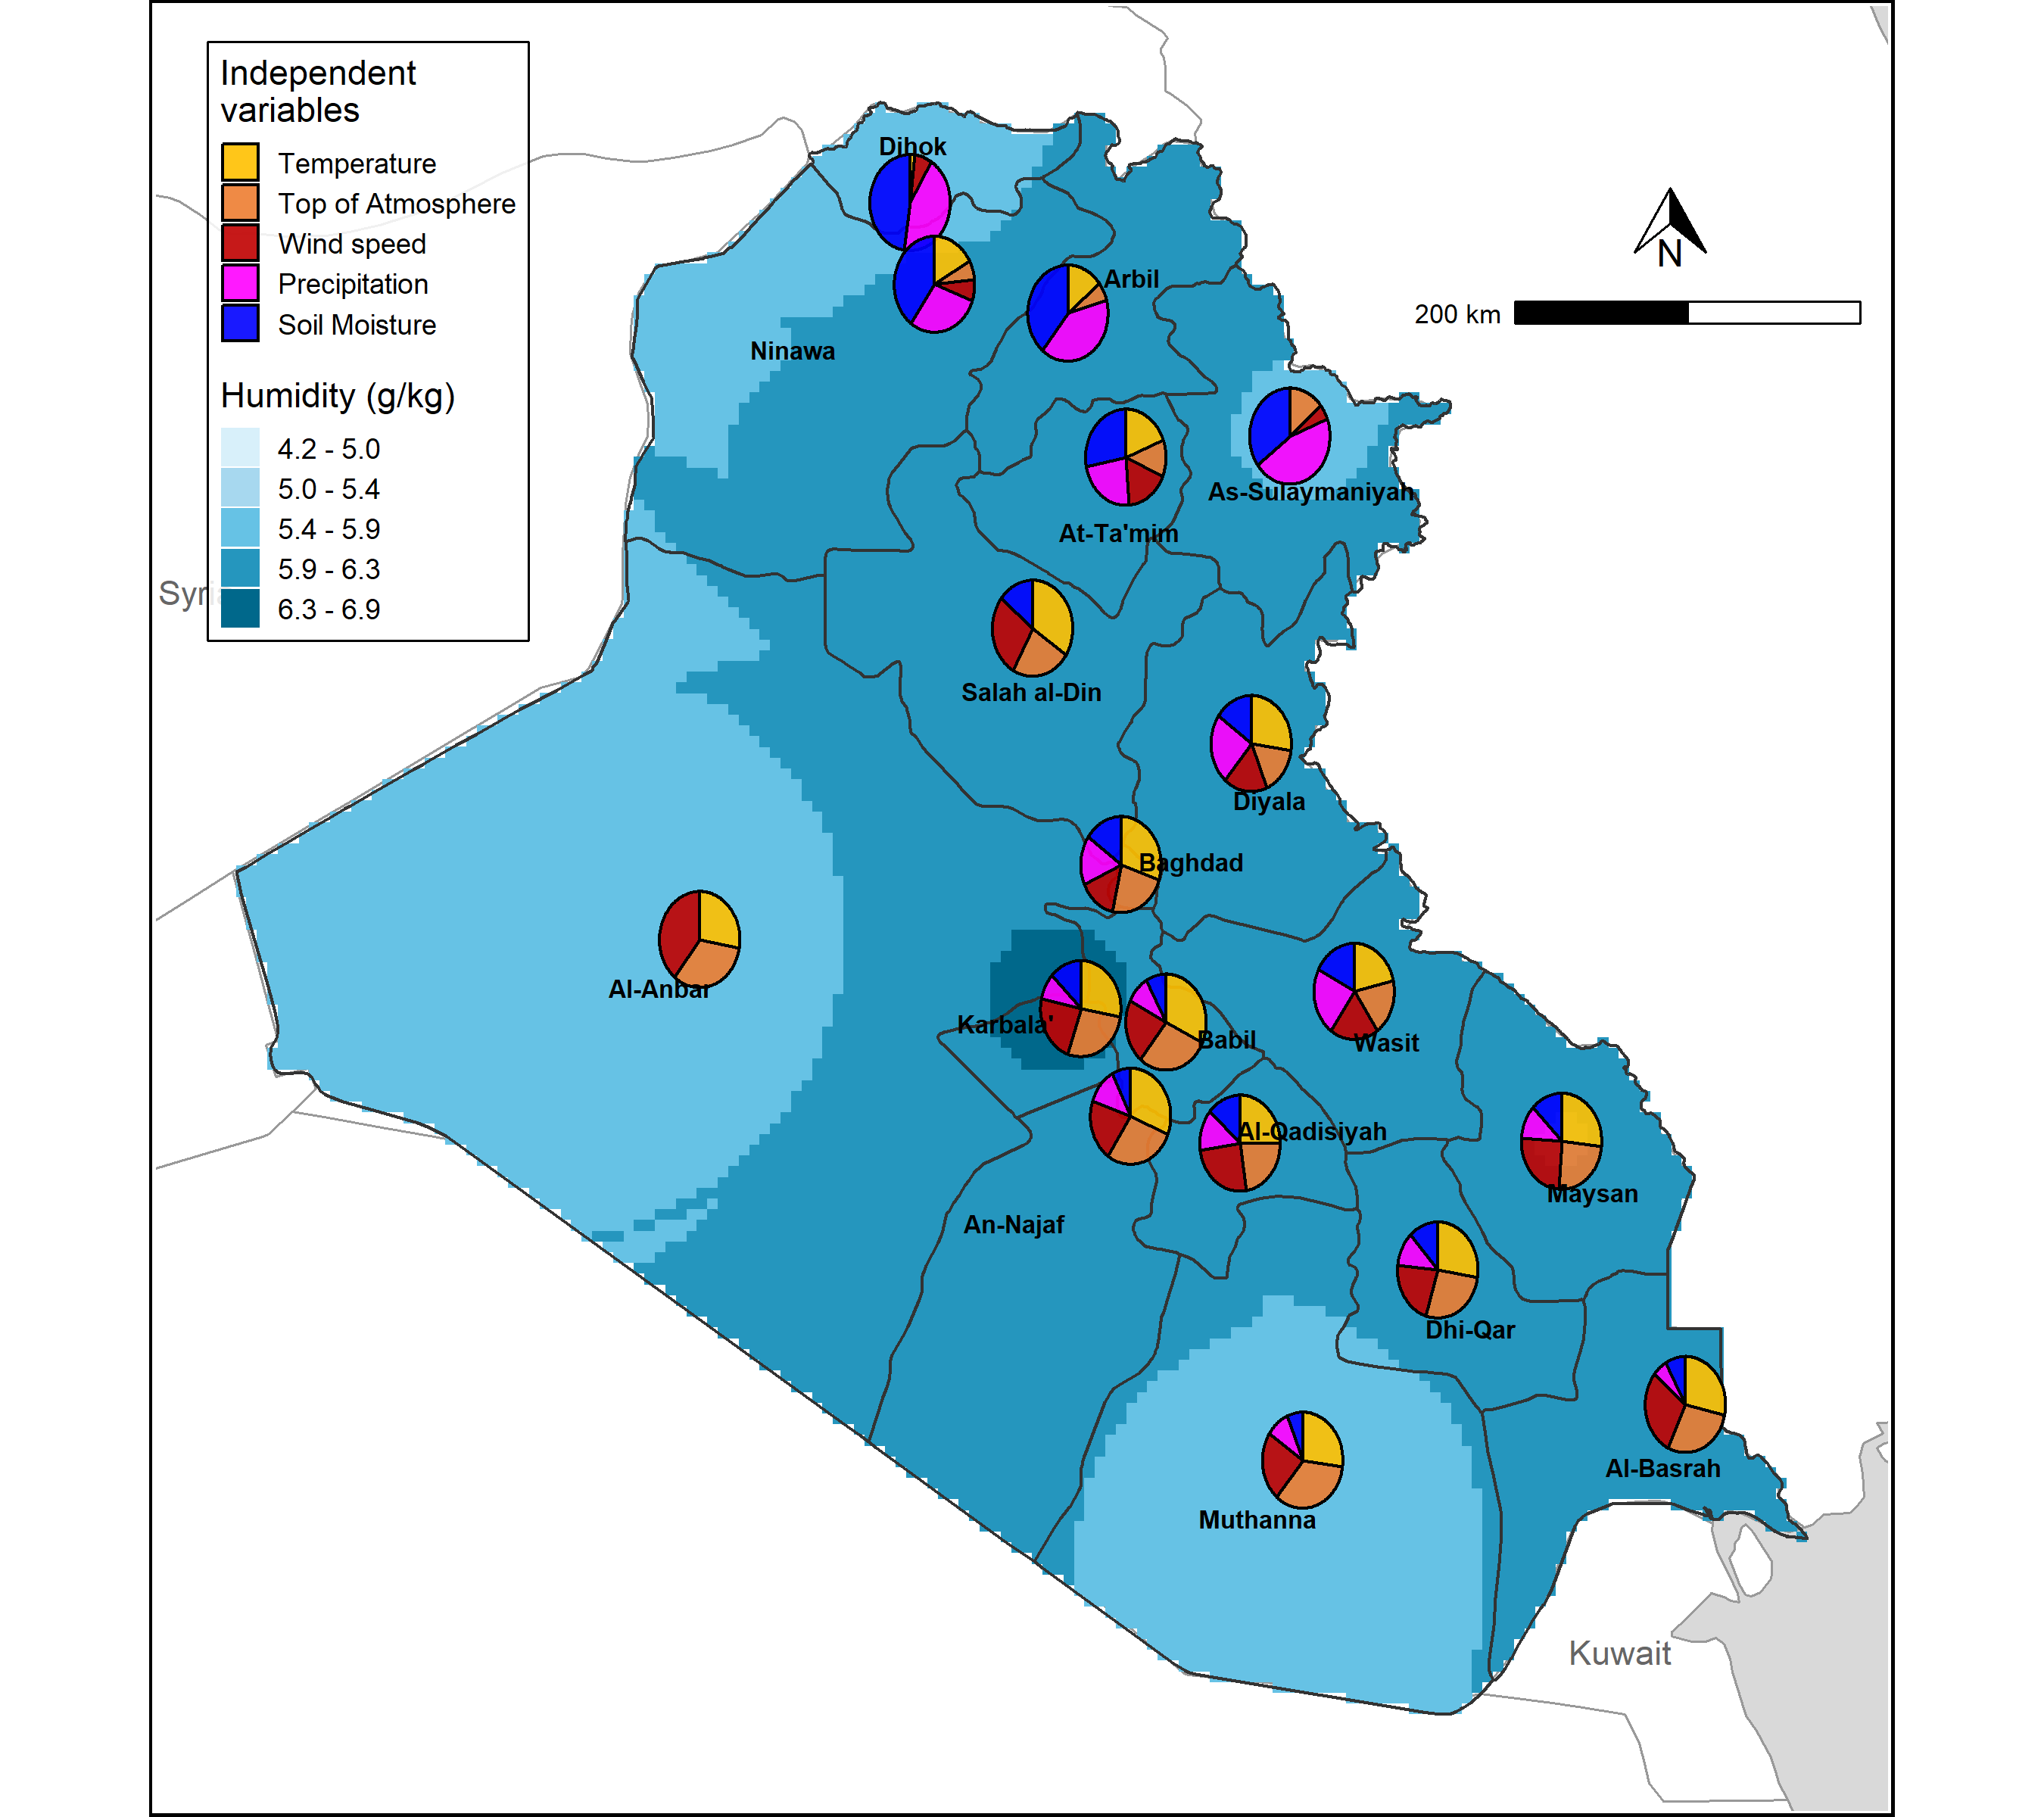 Independent
variables
Temperature
Top of Atmosphere
Wind speed
Precipitation
Soil Moisture
Humidity (g/kg)
4.2 - 5.0
5.0 - 5.4
5.4 - 5.9
5.9 - 6.3
6.3 - 6.9
N
200 km
Syria
Dihok
Arbil
Ninawa
As-Sulaymaniyah
At-Ta'mim
Salah al-Din
Diyala
Baghdad
Al-Anbar
Karbala'
Babil
Wasit
Al-Qadisiyah
Maysan
An-Najaf
Dhi-Qar
Al-Basrah
Muthanna
Kuwait